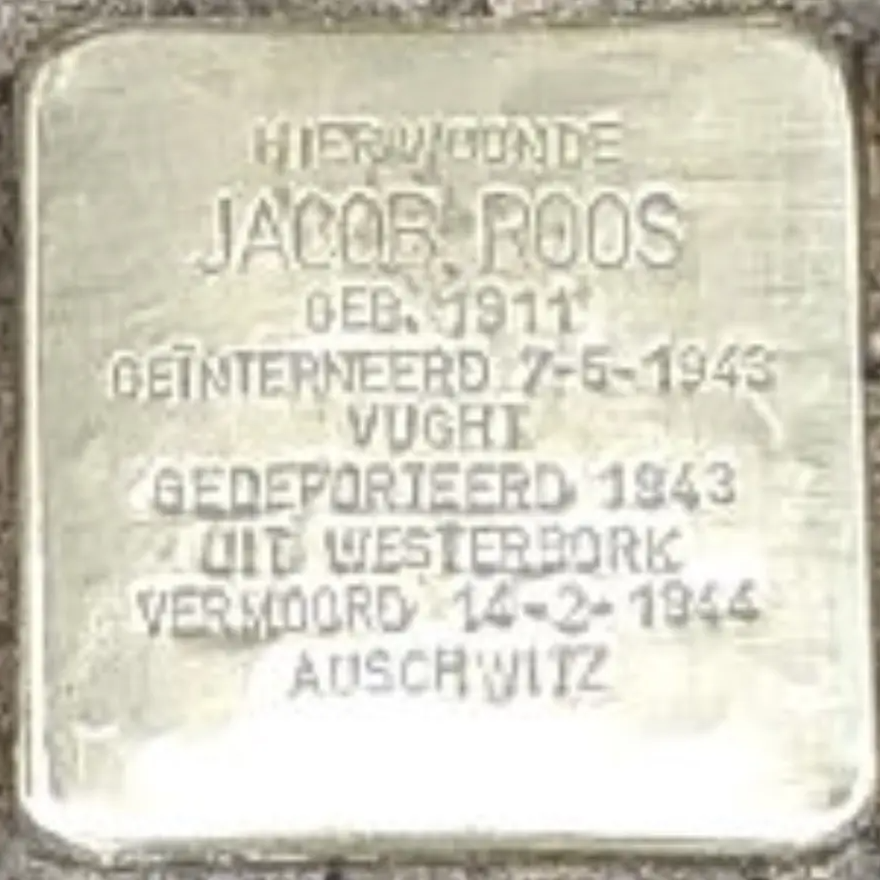 HIER WOONDE
JACOB ROOS
GEB. 1911
GEÏNTERNEERD 7-5-1943
VUGHT
GEDEPORTEERD 1943
UIT WESTERBORK
VERMOORD 14-2-1944
AUSCHWITZ